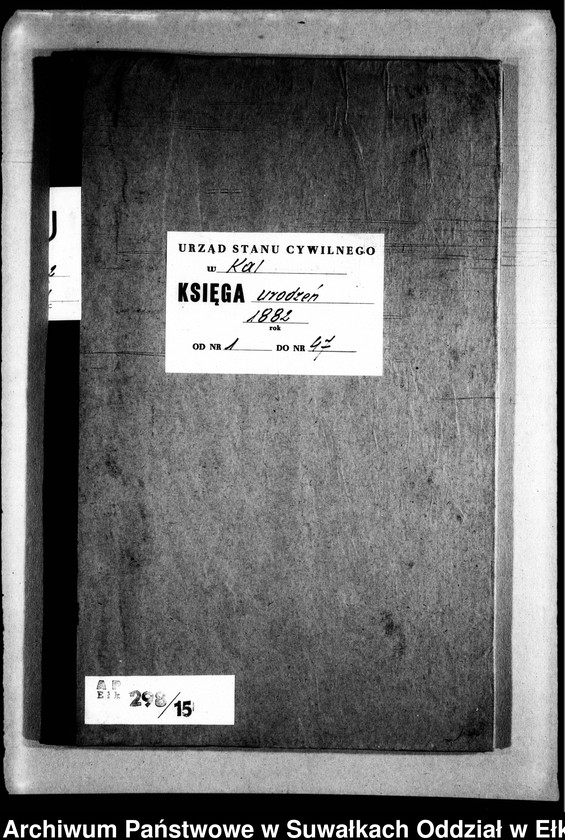 URZĄD STANU CYWILNEGO
w Kal
KSIĘGA urodzeń
1882
rok
OD NR 1 DO NR 47
A P
Ełk 298/15
Archiwum Państwowe w Suwałkach Oddział w Ełk